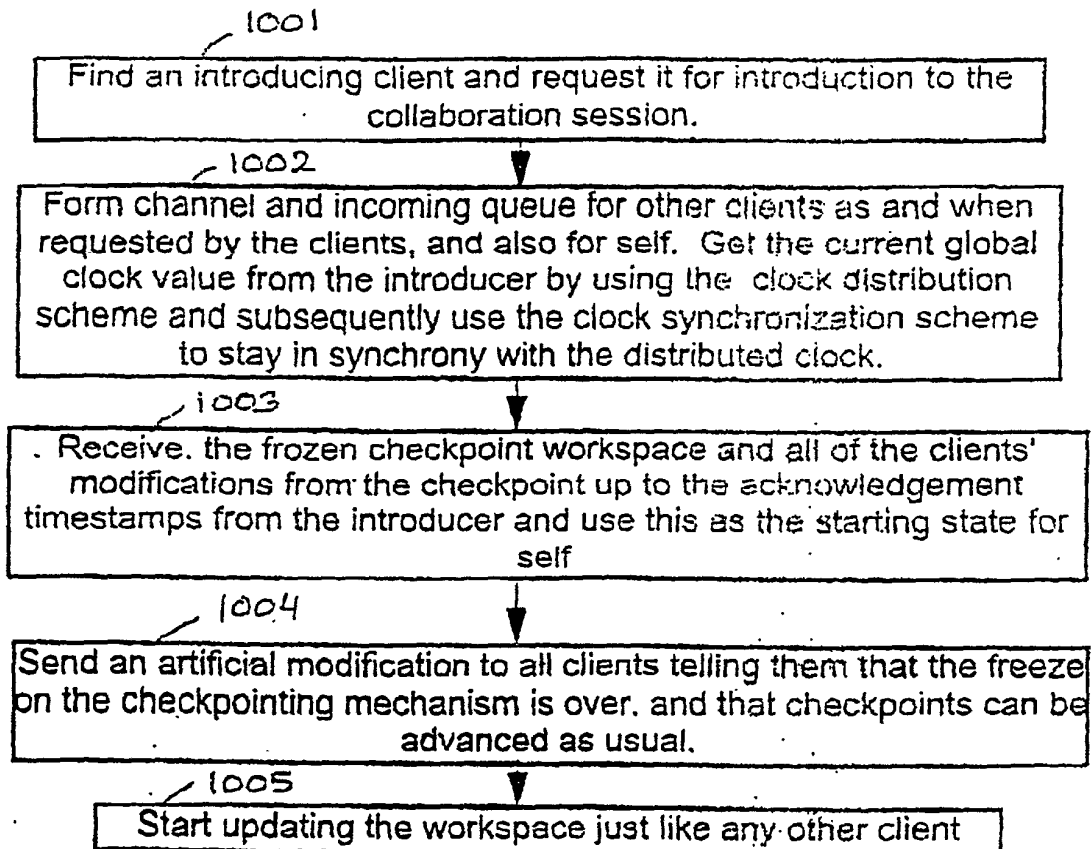 1001
Find an introducing client and request it for introduction to the
collaboration session.
1002
Form channel and incoming queue for other clients as and when
requested by the clients, and also for self. Get the current global
clock value from the introducer by using the clock distribution
scheme and subsequently use the clock synchronization scheme
to stay in synchrony with the distributed clock.
1003
. Receive. the frozen checkpoint workspace and all of the clients'
modifications from the checkpoint up to the acknowledgement
timestamps from the introducer and use this as the starting state for
self
1004
Send an artificial modification to all clients telling them that the freeze
on the checkpointing mechanism is over. and that checkpoints can be
advanced as usual.
1005
Start updating the workspace just like any other client